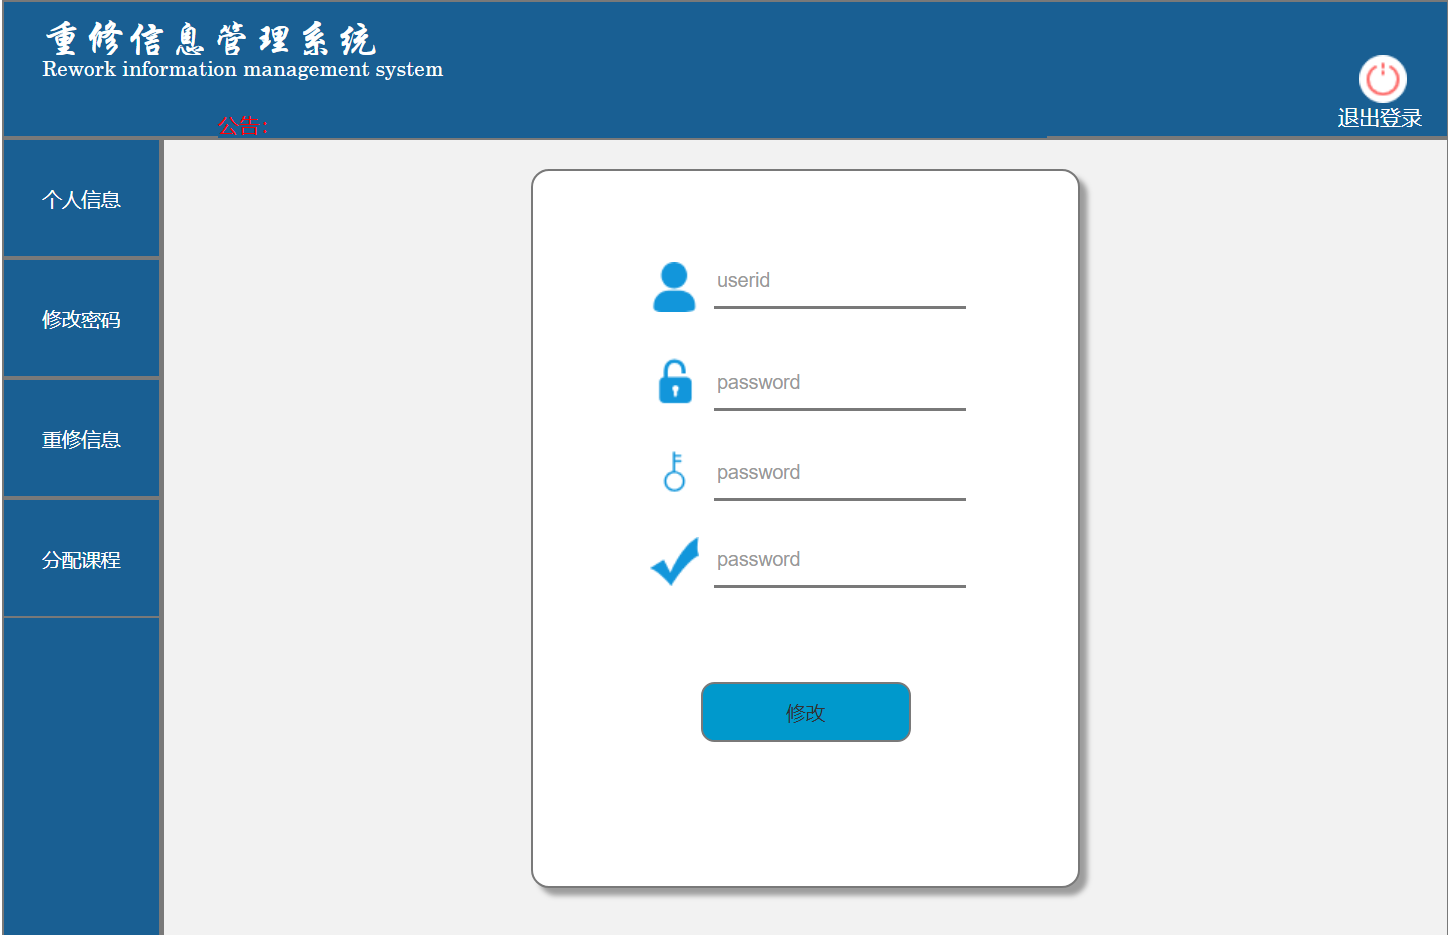 重修信息管理系统
Rework information management system
退出登录
公告：
个人信息
修改密码
重修信息
分配课程
userid
password
password
password
修改